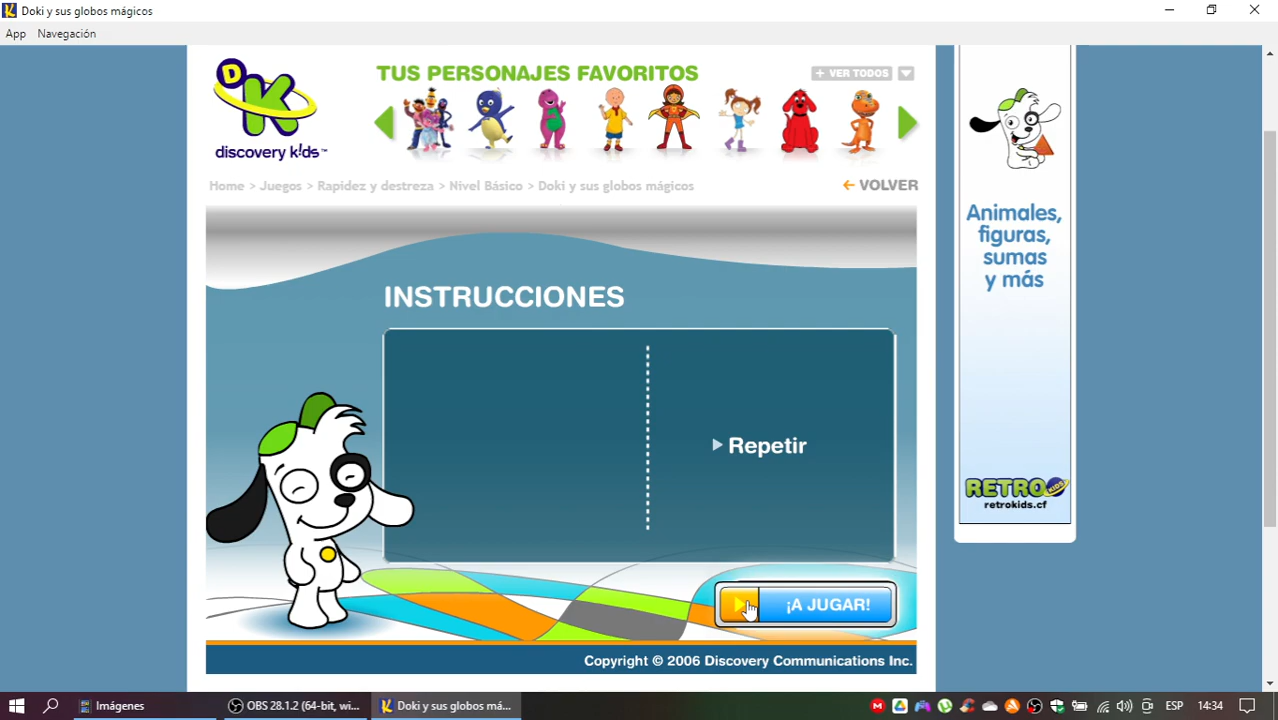 Doki y sus globos mágicos
App Navegación
DK
discovery k!ds™
TUS PERSONAJES FAVORITOS
+ VER TODOS
Home > Juegos > Rapidez y destreza > Nivel Básico > Doki y sus globos mágicos
← VOLVER
INSTRUCCIONES
Repetir
¡A JUGAR!
Copyright © 2006 Discovery Communications Inc.
Animales,
figuras,
sumas
y más
RETRO KIDS
retrokids.cf
Imágenes
OBS 28.1.2 (64-bit, wi...
Doki y sus globos má...
ESP
14:34